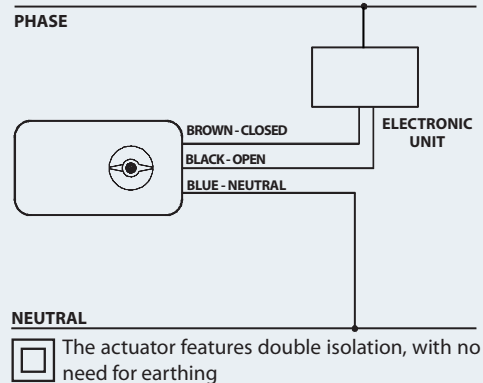 PHASE
ELECTRONIC
UNIT
BROWN - CLOSED
BLACK - OPEN
BLUE - NEUTRAL
NEUTRAL
The actuator features double isolation, with no
need for earthing